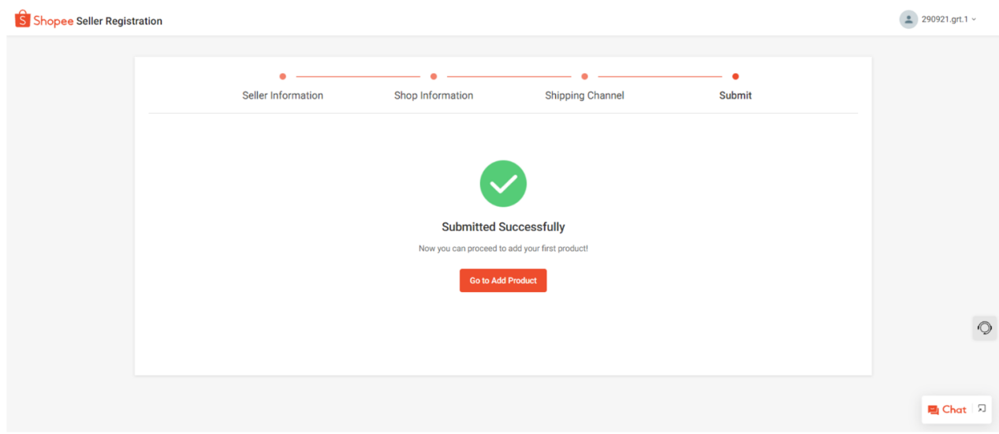 Shopee Seller Registration
290921.grt.1
Seller Information
Shop Information
Shipping Channel
Submit
Submitted Successfully
Now you can proceed to add your first product!
Go to Add Product
Chat